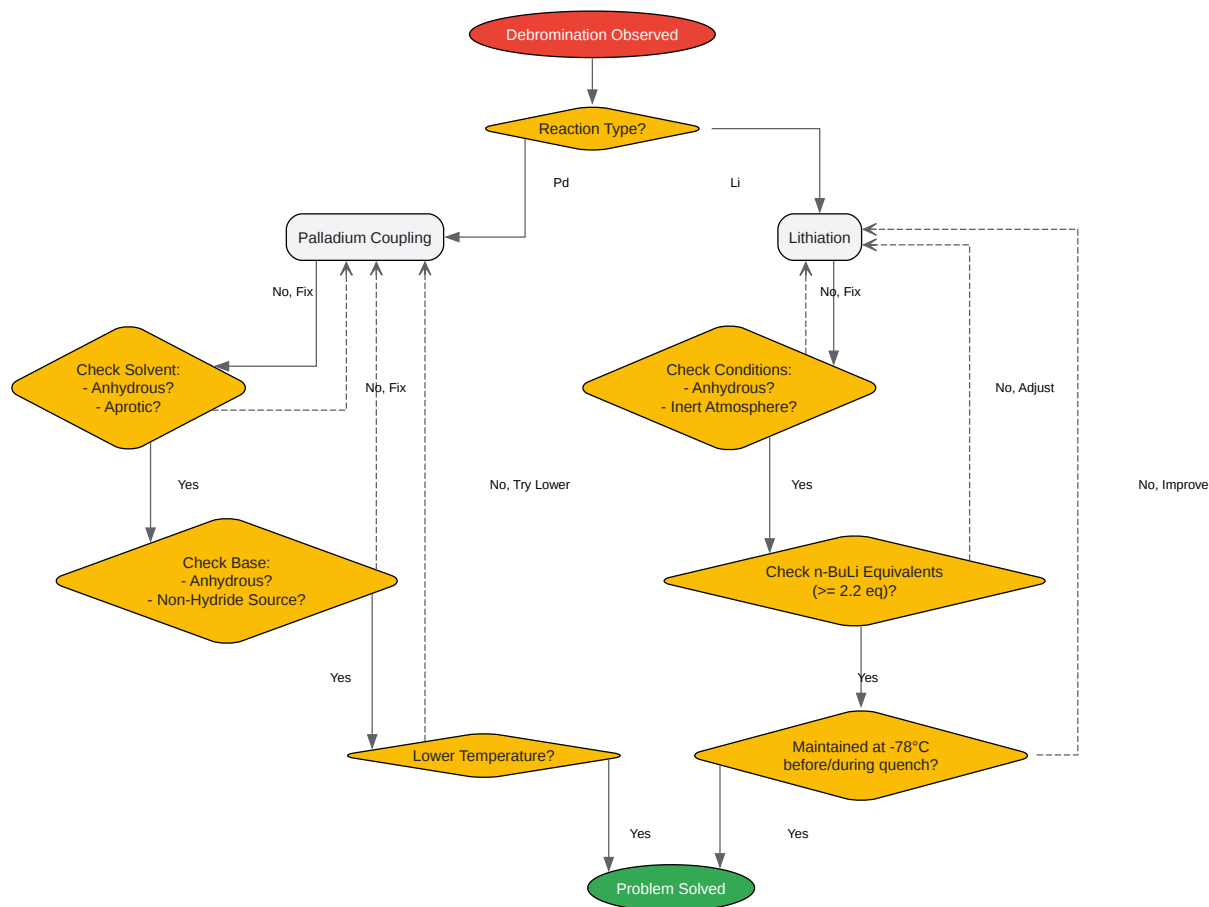 Debromination Observed
Reaction Type?
Pd
Li
Palladium Coupling
Lithiation
No, Fix
No, Fix
Check Solvent:
- Anhydrous?
- Aprotic?
No, Fix
Check Conditions:
- Anhydrous?
- Inert Atmosphere?
No, Adjust
Yes
No, Try Lower
Yes
No, Improve
Check Base:
- Anhydrous?
- Non-Hydride Source?
Check n-BuLi Equivalents
(>= 2.2 eq)?
Yes
Yes
Lower Temperature?
Maintained at -78°C
before/during quench?
Yes
Yes
Problem Solved